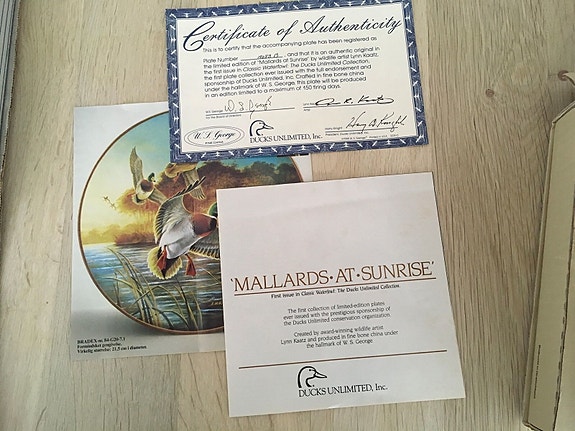 Certificate of Authenticity
This is to certify that the accompanying plate has been registered as
Plate Number and that it is an authentic original in
the limited edition of "Mallards at Sunrise" by wildlife artist Lynn Kaatz,
the first issue in Classic Waterfowl: The Ducks Unlimited Collection,
the first plate collection ever issued with the full endorsement and
sponsorship of Ducks Unlimited, Inc. Crafted in fine bone china
under the hallmark of W. S. George, this plate will be produced
in an edition limited to a maximum of 150 firing days.
W. S. George
DUCKS UNLIMITED, Inc.
'MALLARDS·AT·SUNRISE'
First Issue in Classic Waterfowl: The Ducks Unlimited Collection.
The first collection of limited-edition plates
ever issued with the prestigious sponsorship of
the Ducks Unlimited conservation organization.
Created by award-winning wildlife artist
Lynn Kaatz and produced in fine bone china under
the hallmark of W. S. George.
DUCKS UNLIMITED, Inc.
BRADEX nr. 84-G20-7.1
Formindsket gengivelse.
Virkelig størrelse: 21,5 cm i diameter.